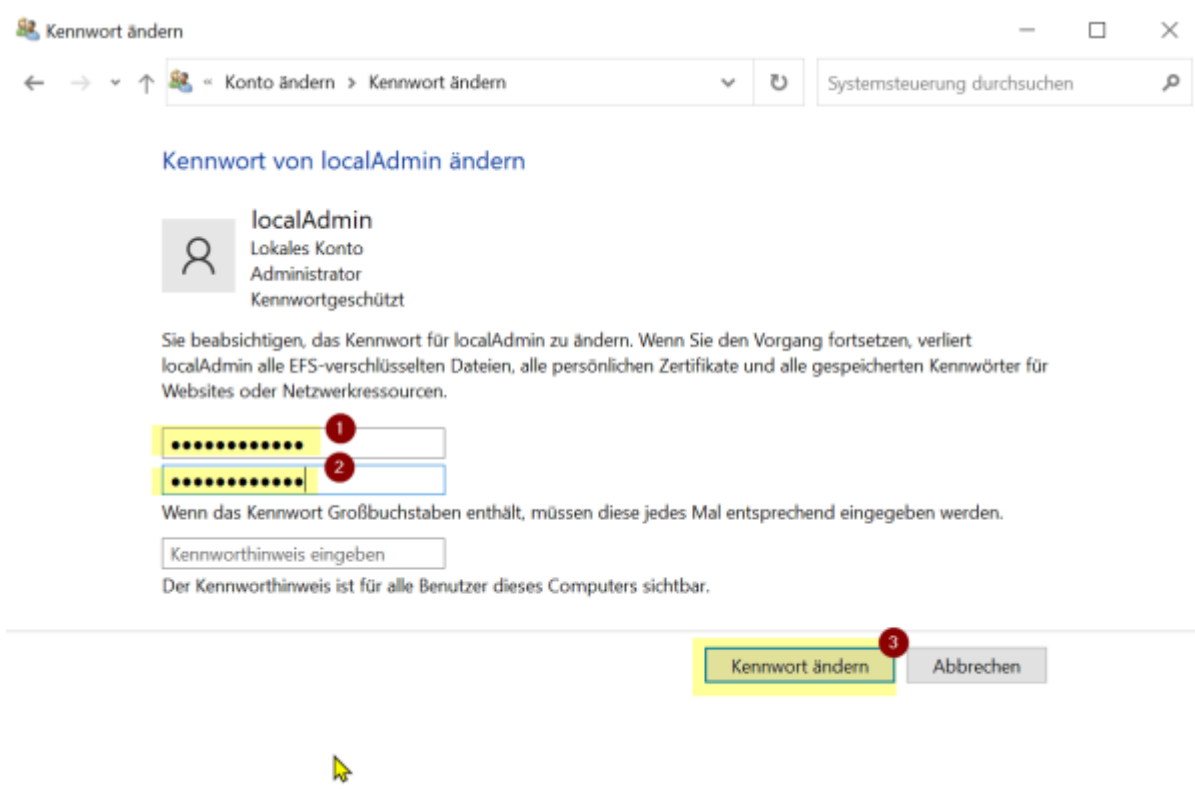 Kennwort ändern
« Konto ändern > Kennwort ändern
Systemsteuerung durchsuchen
Kennwort von localAdmin ändern
localAdmin
Lokales Konto
Administrator
Kennwortgeschützt
Sie beabsichtigen, das Kennwort für localAdmin zu ändern. Wenn Sie den Vorgang fortsetzen, verliert
localAdmin alle EFS-verschlüsselten Dateien, alle persönlichen Zertifikate und alle gespeicherten Kennwörter für
Websites oder Netzwerkressourcen.
●●●●●●●●●●●● 1
●●●●●●●●●●●● 2
Wenn das Kennwort Großbuchstaben enthält, müssen diese jedes Mal entsprechend eingegeben werden.
Kennworthinweis eingeben
Der Kennworthinweis ist für alle Benutzer dieses Computers sichtbar.
3
Kennwort ändern
Abbrechen